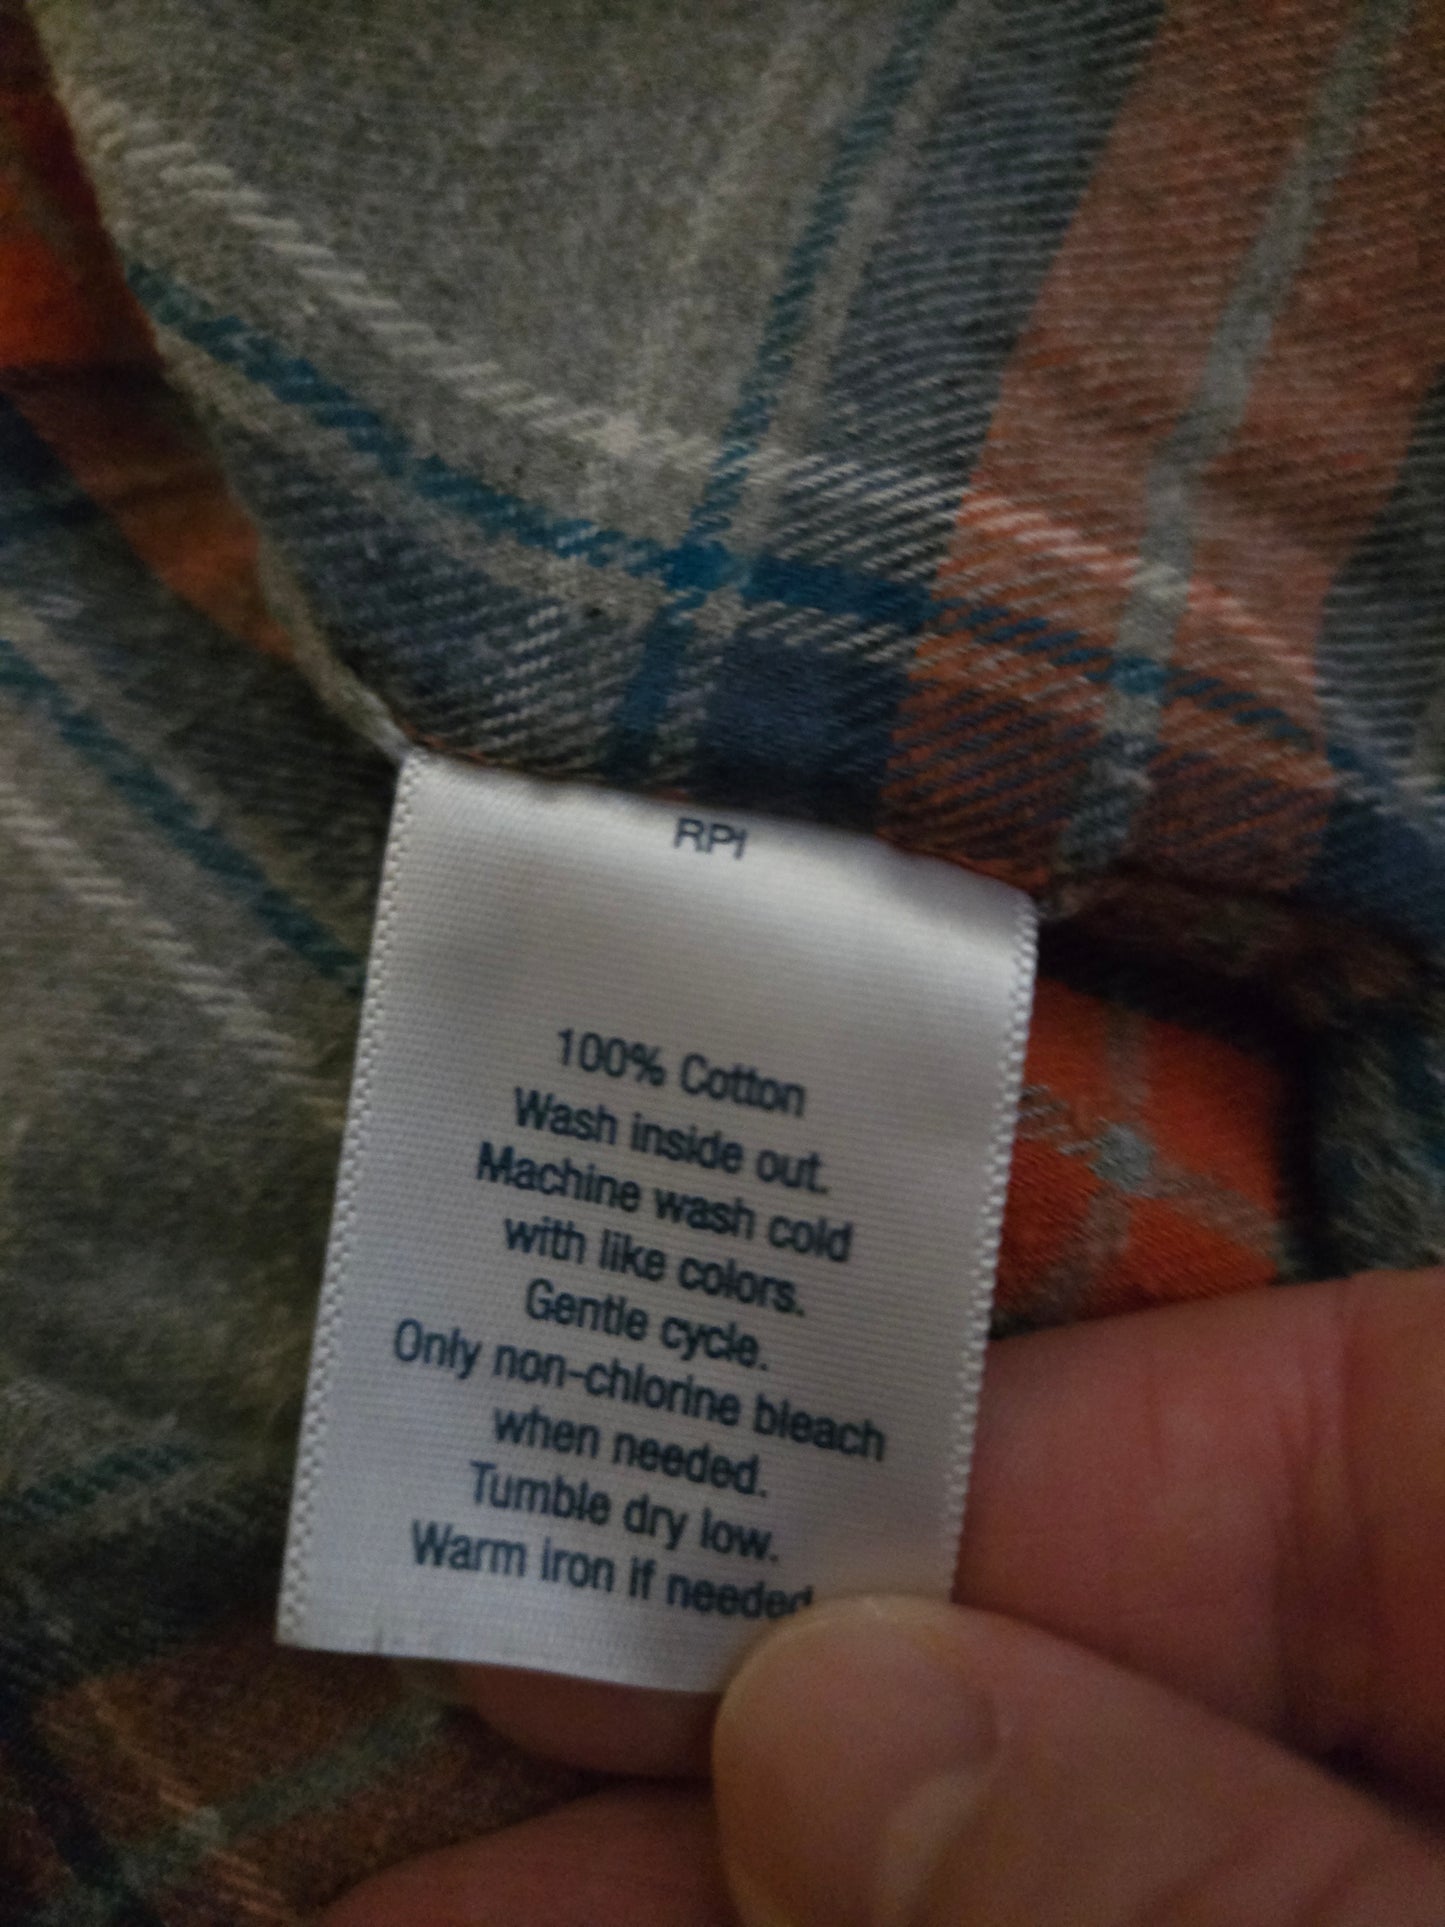 RPI
100% Cotton
Wash inside out.
Machine wash cold
with like colors.
Gentle cycle.
Only non-chlorine bleach
when needed.
Tumble dry low.
Warm iron if needed